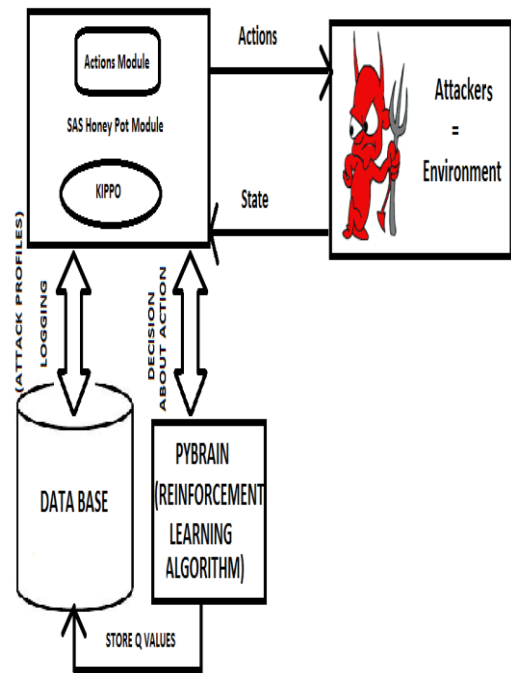 Actions Module
SAS Honey Pot Module
KIPPO
Actions
State
Attackers
=
Environment
(ATTACK PROFILES)
LOGGING
DECISION
ABOUT ACTION
DATA BASE
PYBRAIN
(REINFORCEMENT
LEARNING
ALGORITHM)
STORE Q VALUES